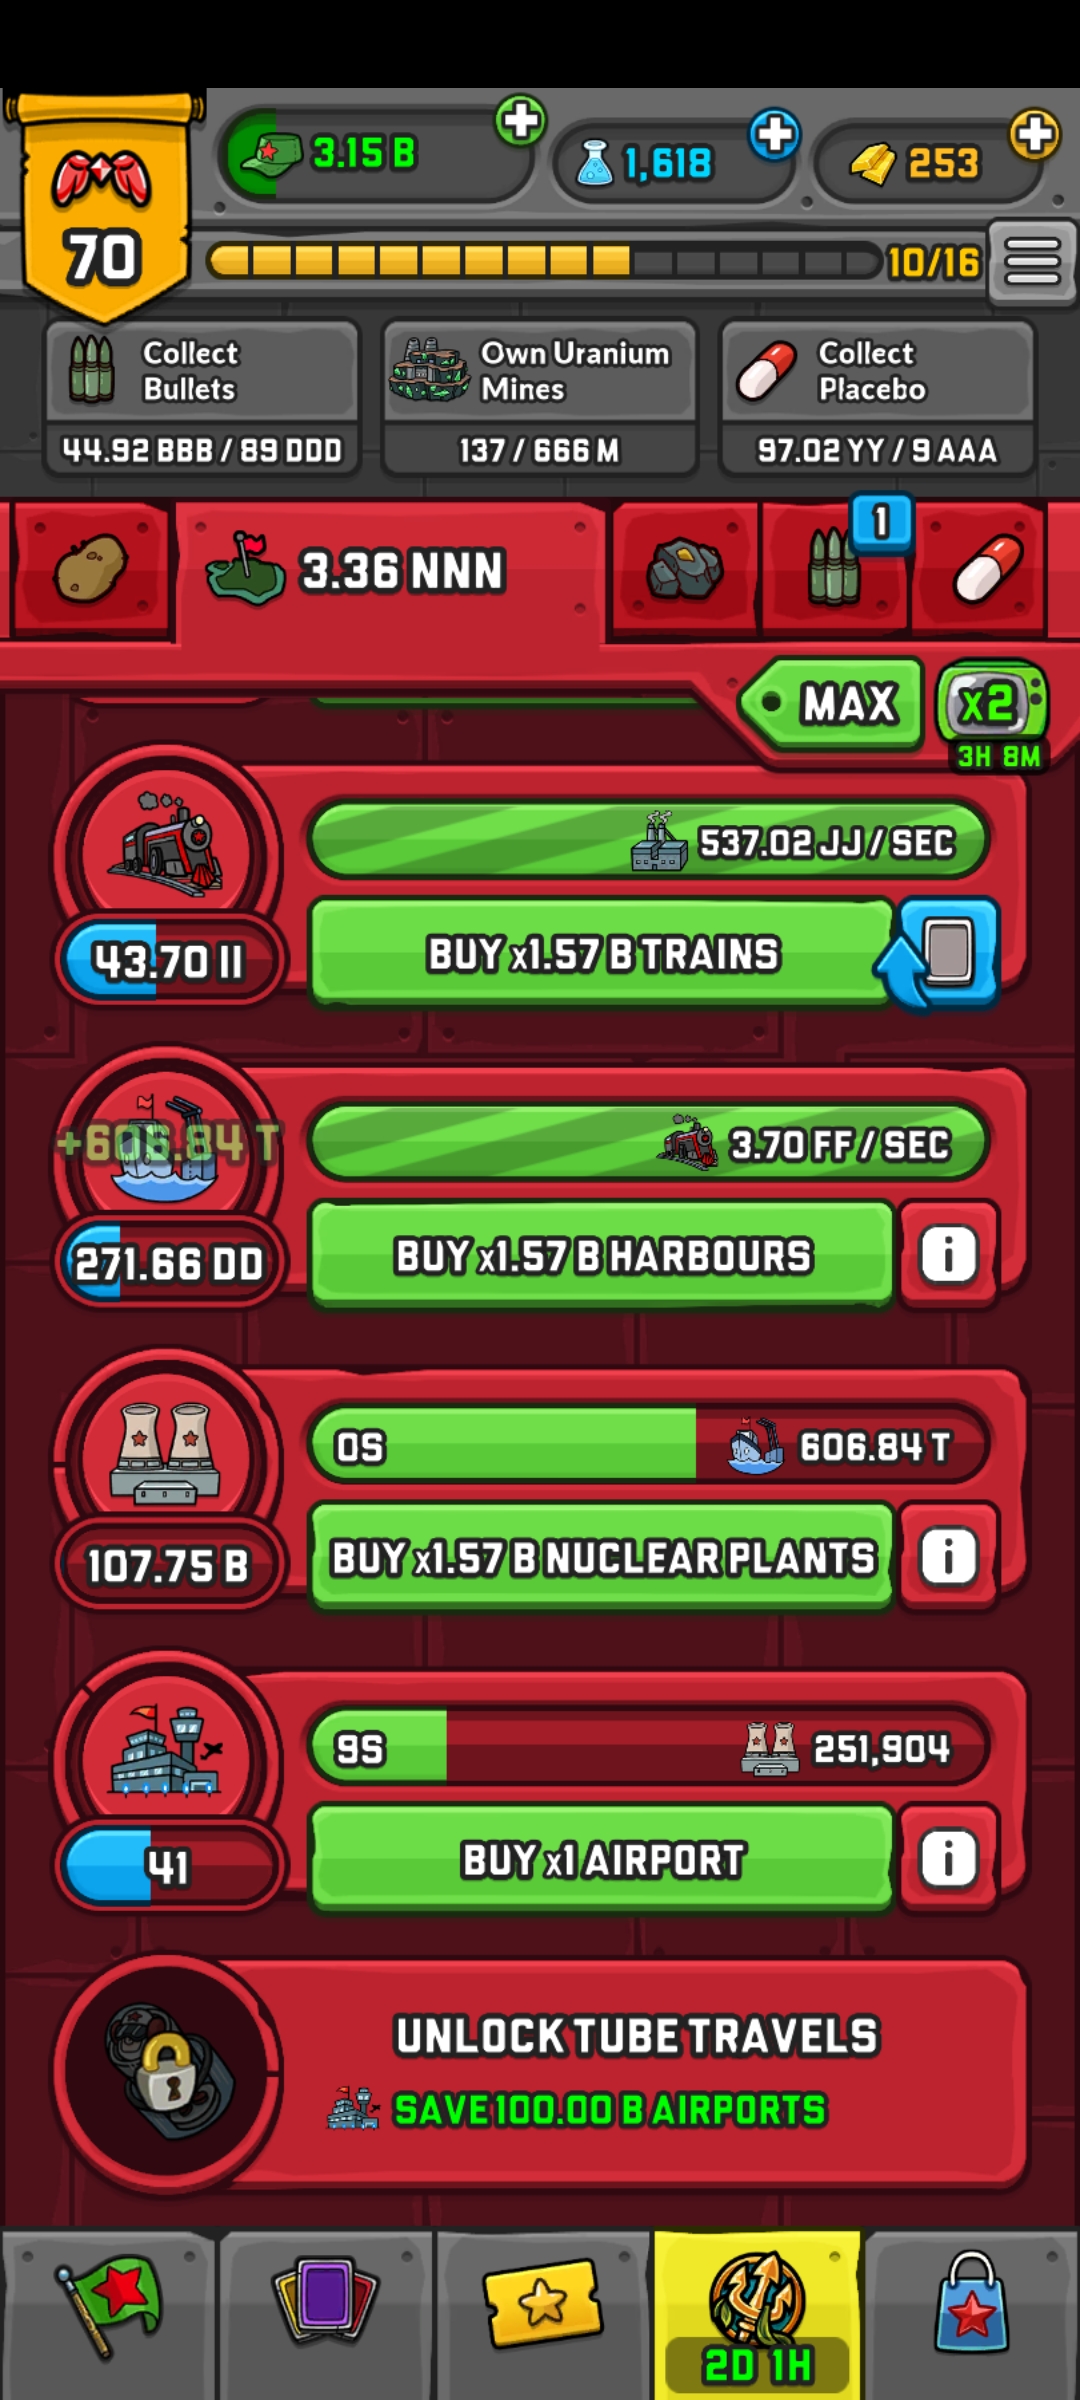 3.15 B
1,618
253
70
10/16
Collect
Bullets
44.92 BBB / 89 DDD
Own Uranium
Mines
137 / 666 M
Collect
Placebo
97.02 YY / 9 AAA
3.36 NNN
1
MAX
x2
3H 8M
537.02 JJ / SEC
43.70 II
BUY x1.57 B TRAINS
+606.84 T
3.70 FF / SEC
271.66 DD
BUY x1.57 B HARBOURS
i
0S
606.84 T
107.75 B
BUY x1.57 B NUCLEAR PLANTS
i
9S
251,904
41
BUY x1 AIRPORT
i
UNLOCK TUBE TRAVELS
SAVE 100.00 B AIRPORTS
2D 1H